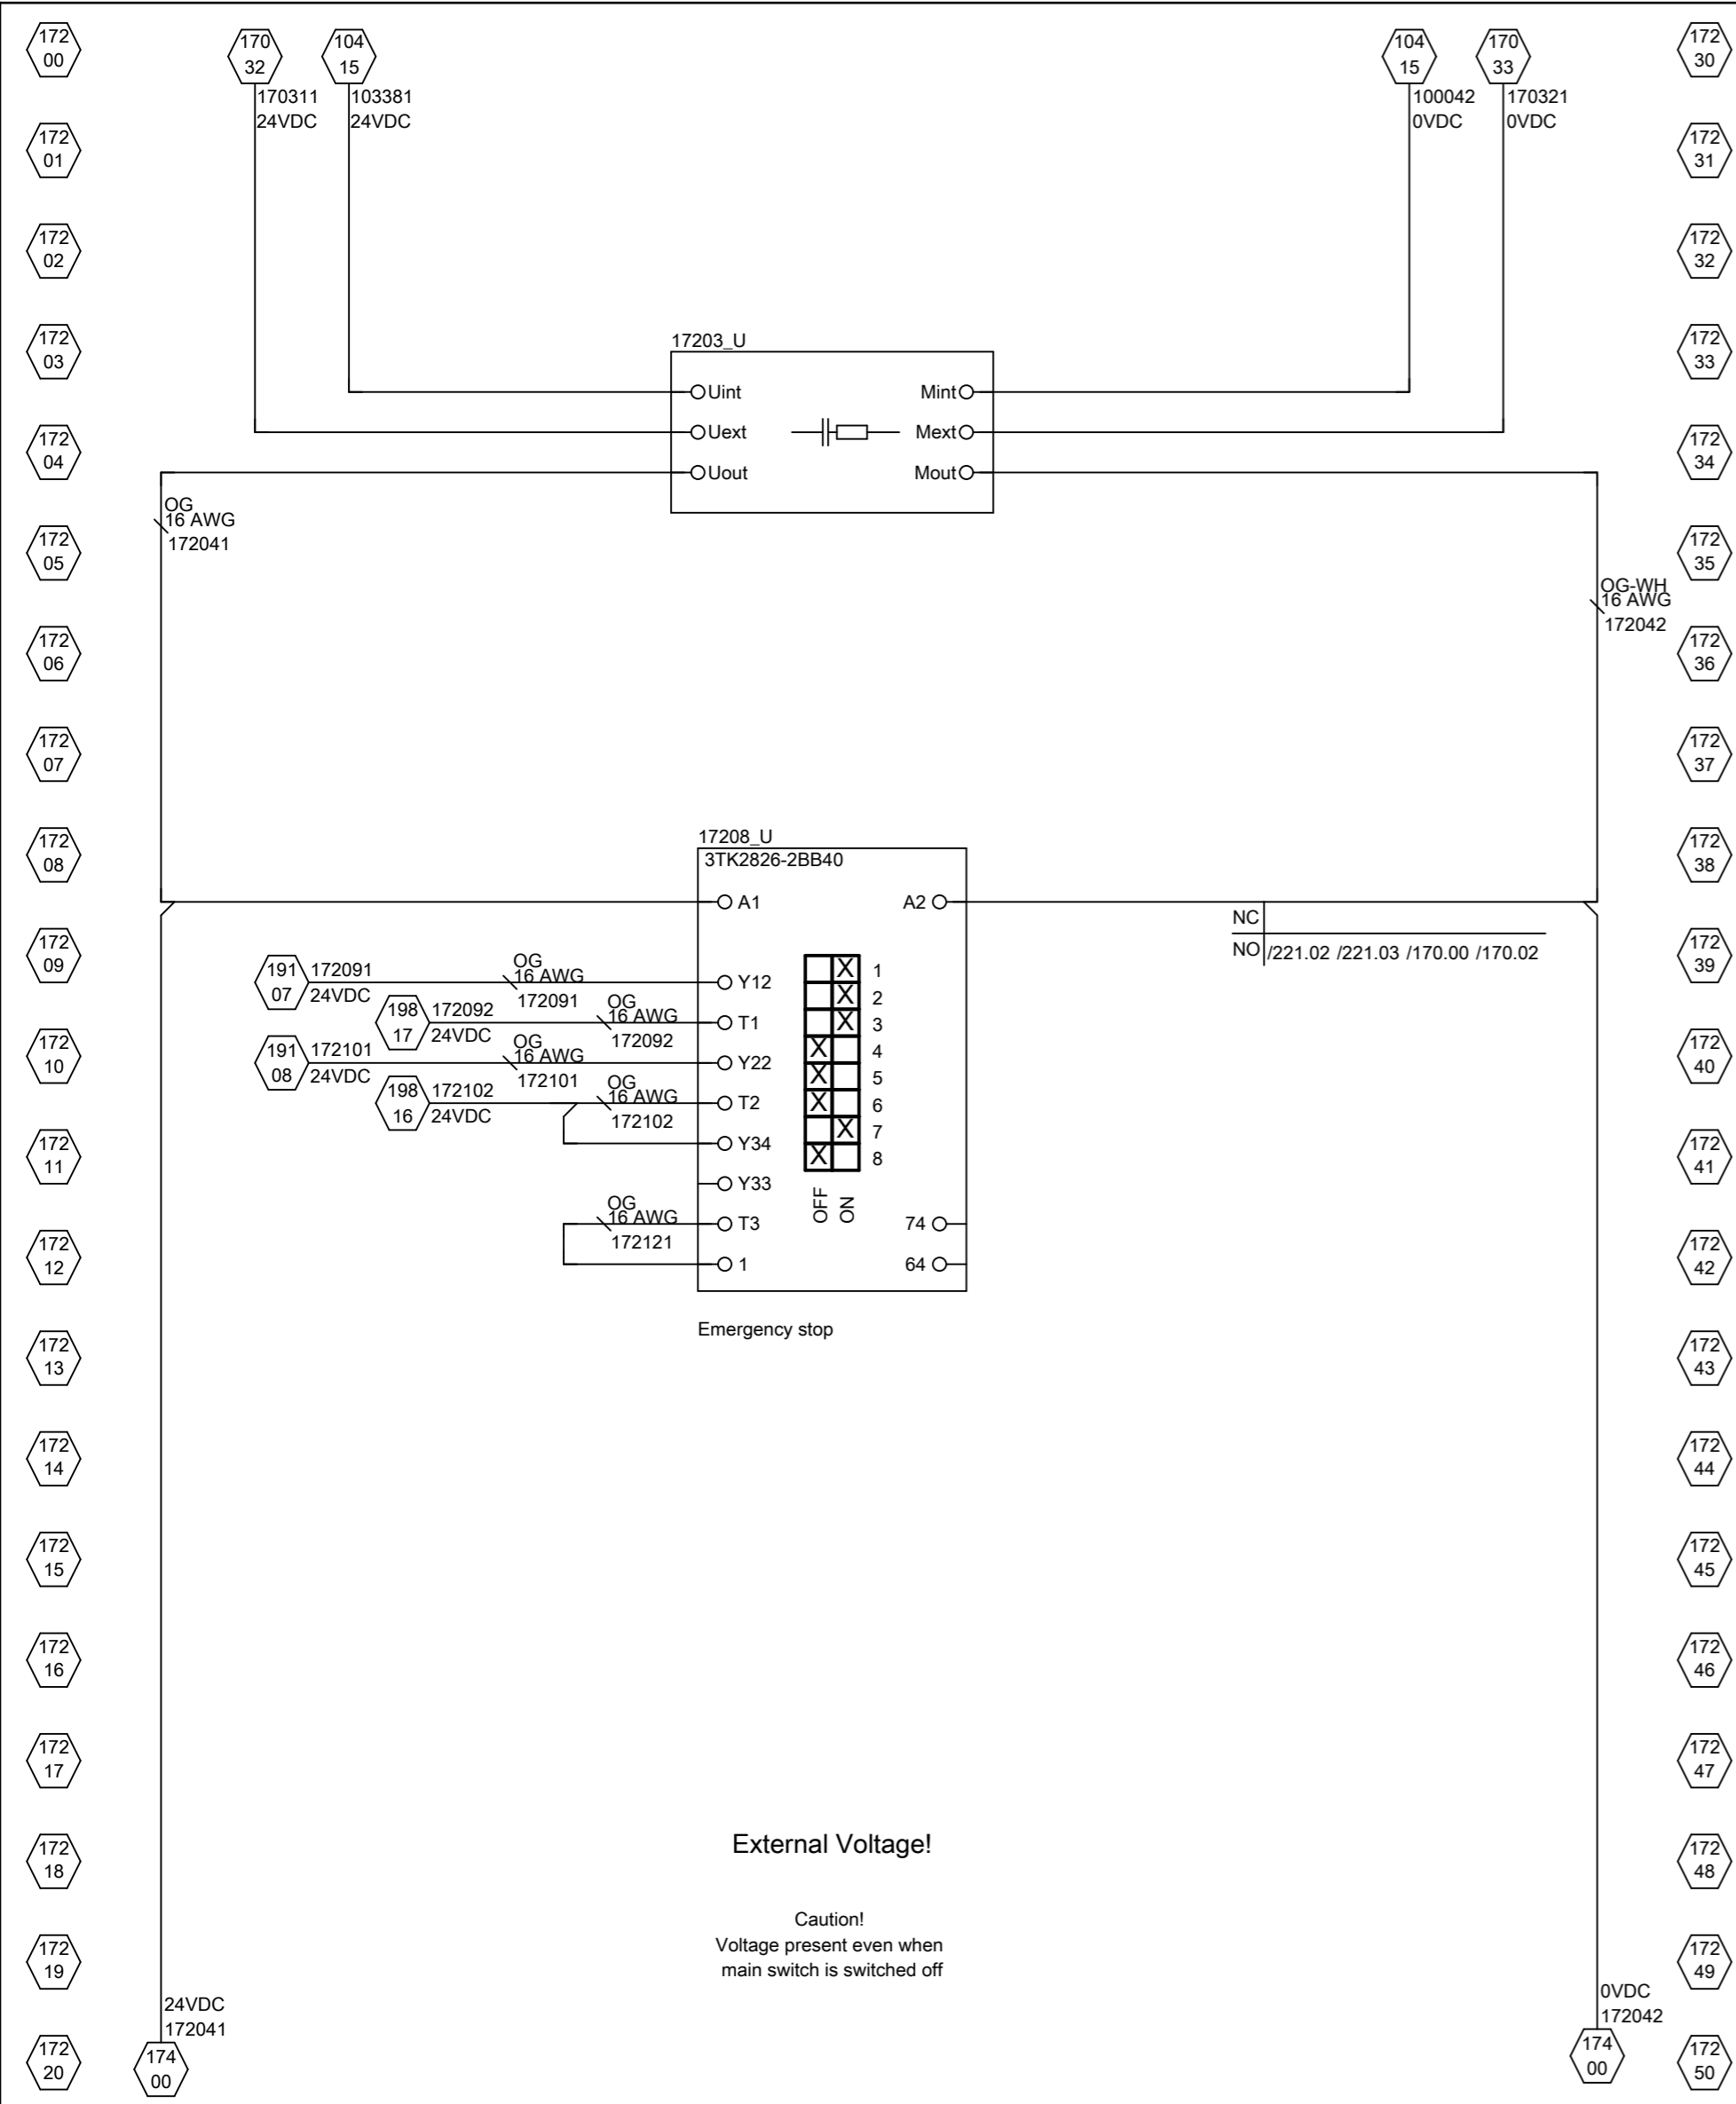 172
00
170
32
104
15
104
15
170
33
172
30
170311
24VDC
103381
24VDC
100042
0VDC
170321
0VDC
172
01
172
31
172
02
172
32
172
03
17203_U
172
33
Uint
Mint
Uext
Mext
172
04
172
34
Uout
Mout
OG
16 AWG
172041
172
05
172
35
OG-WH
16 AWG
172042
172
06
172
36
172
07
172
37
172
08
17208_U
3TK2826-2BB40
172
38
A1
A2
NC
NO
/221.02 /221.03 /170.00 /170.02
172
09
172
39
191
07
172091
24VDC
OG
16 AWG
172091
Y12
X
1
X
2
198
17
172092
24VDC
OG
16 AWG
172092
T1
X
3
172
10
172
40
191
08
172101
24VDC
OG
16 AWG
172101
Y22
X
4
X
5
198
16
172102
24VDC
OG
16 AWG
172102
T2
X
6
X
7
Y34
X
8
172
11
172
41
Y33
OFF
ON
OG
16 AWG
172121
T3
74
172
12
172
42
1
64
Emergency stop
172
13
172
43
172
14
172
44
172
15
172
45
172
16
172
46
172
17
172
47
External Voltage!
172
18
172
48
Caution!
Voltage present even when
main switch is switched off
172
19
172
49
24VDC
172041
0VDC
172042
172
20
174
00
174
00
172
50